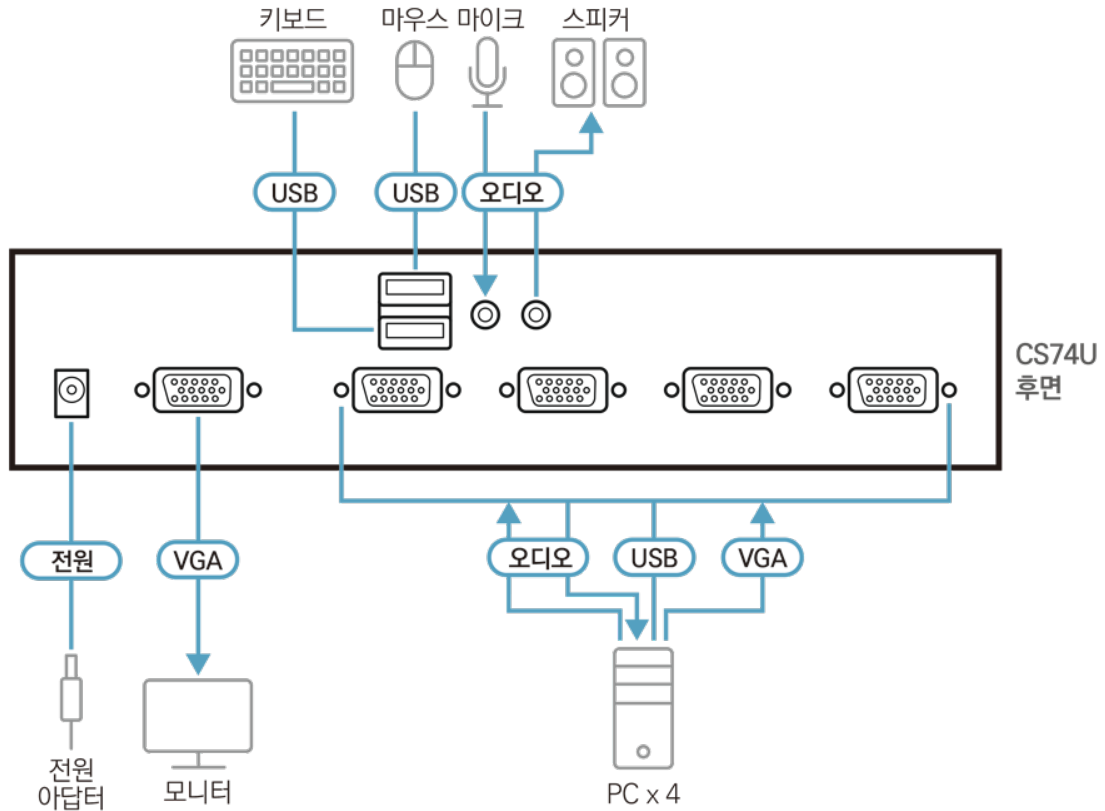 키보드
마우스
마이크
스피커
USB
USB
오디오
CS74U
후면
전원
VGA
오디오
USB
VGA
전원
아답터
모니터
PC x 4